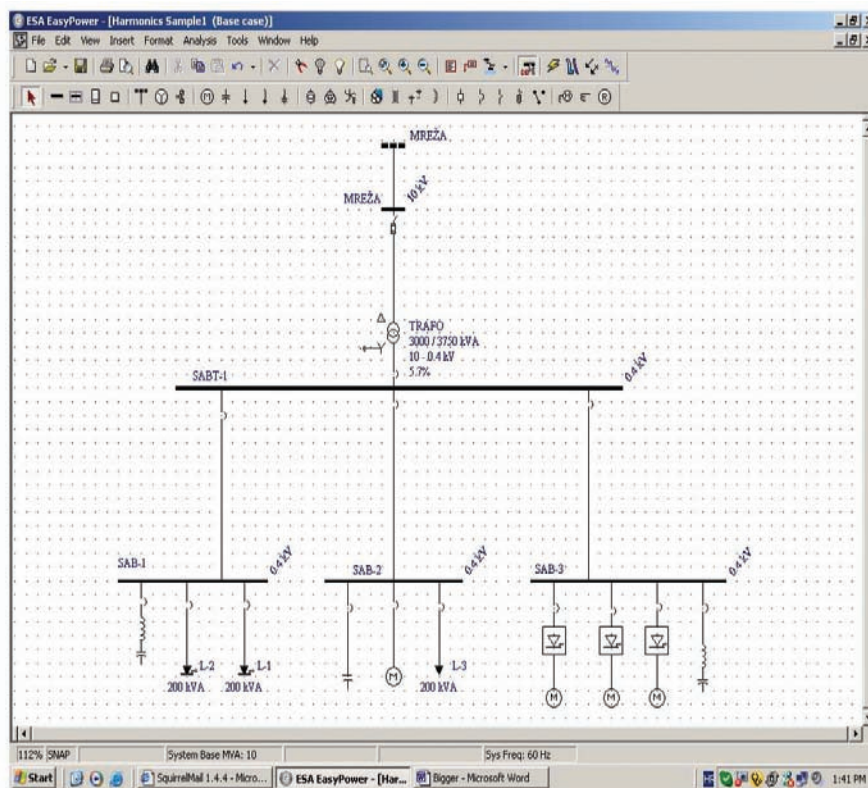 ESA EasyPower - [Harmonics Sample1 (Base case)]
File Edit View Insert Format Analysis Tools Window Help
MREŽA
MREŽA
10 kV
TRAFO
3000 / 3750 kVA
10 - 0.4 kV
5.7%
SABT-1
0.4 kV
SAB-1
0.4 kV
SAB-2
0.4 kV
SAB-3
0.4 kV
L-2
200 kVA
L-1
200 kVA
L-3
200 kVA
M
M
M
M
112% SNAP System Base MVA: 10 Sys Freq: 60 Hz
Start SquirrelMail 1.4.4 - Micro... ESA EasyPower - [Har... Bigger - Microsoft Word 1:41 PM